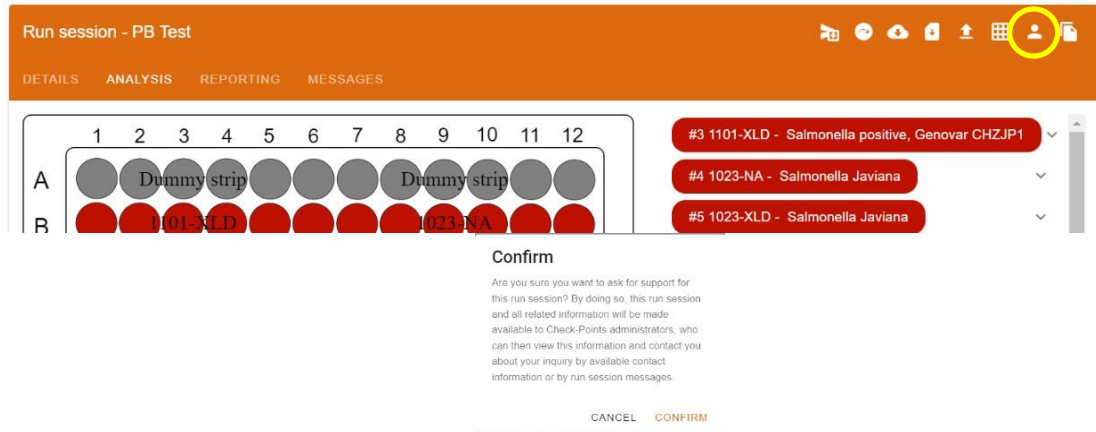 Run session - PB Test
DETAILS ANALYSIS REPORTING MESSAGES
1 2 3 4 5 6 7 8 9 10 11 12
A Dummy strip Dummy strip
B 1101-XLD 1023-NA
#3 1101-XLD - Salmonella positive, Genovar CHZJP1
#4 1023-NA - Salmonella Javiana
#5 1023-XLD - Salmonella Javiana
Confirm
Are you sure you want to ask for support for
this run session? By doing so, this run session
and all related information will be made
available to Check-Points administrators, who
can then view this information and contact you
about your inquiry by available contact
information or by run session messages.
CANCEL CONFIRM